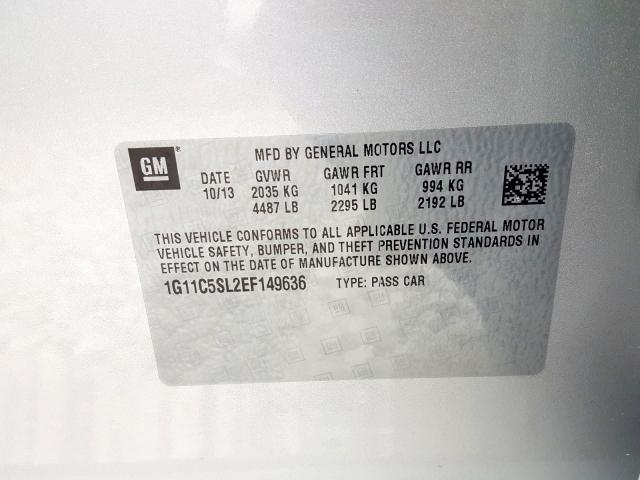 GM ®
MFD BY GENERAL MOTORS LLC
DATE GVWR GAWR FRT GAWR RR
10/13 2035 KG 1041 KG 994 KG
4487 LB 2295 LB 2192 LB
THIS VEHICLE CONFORMS TO ALL APPLICABLE U.S. FEDERAL MOTOR
VEHICLE SAFETY, BUMPER, AND THEFT PREVENTION STANDARDS IN
EFFECT ON THE DATE OF MANUFACTURE SHOWN ABOVE.
1G11C5SL2EF149636 TYPE: PASS CAR